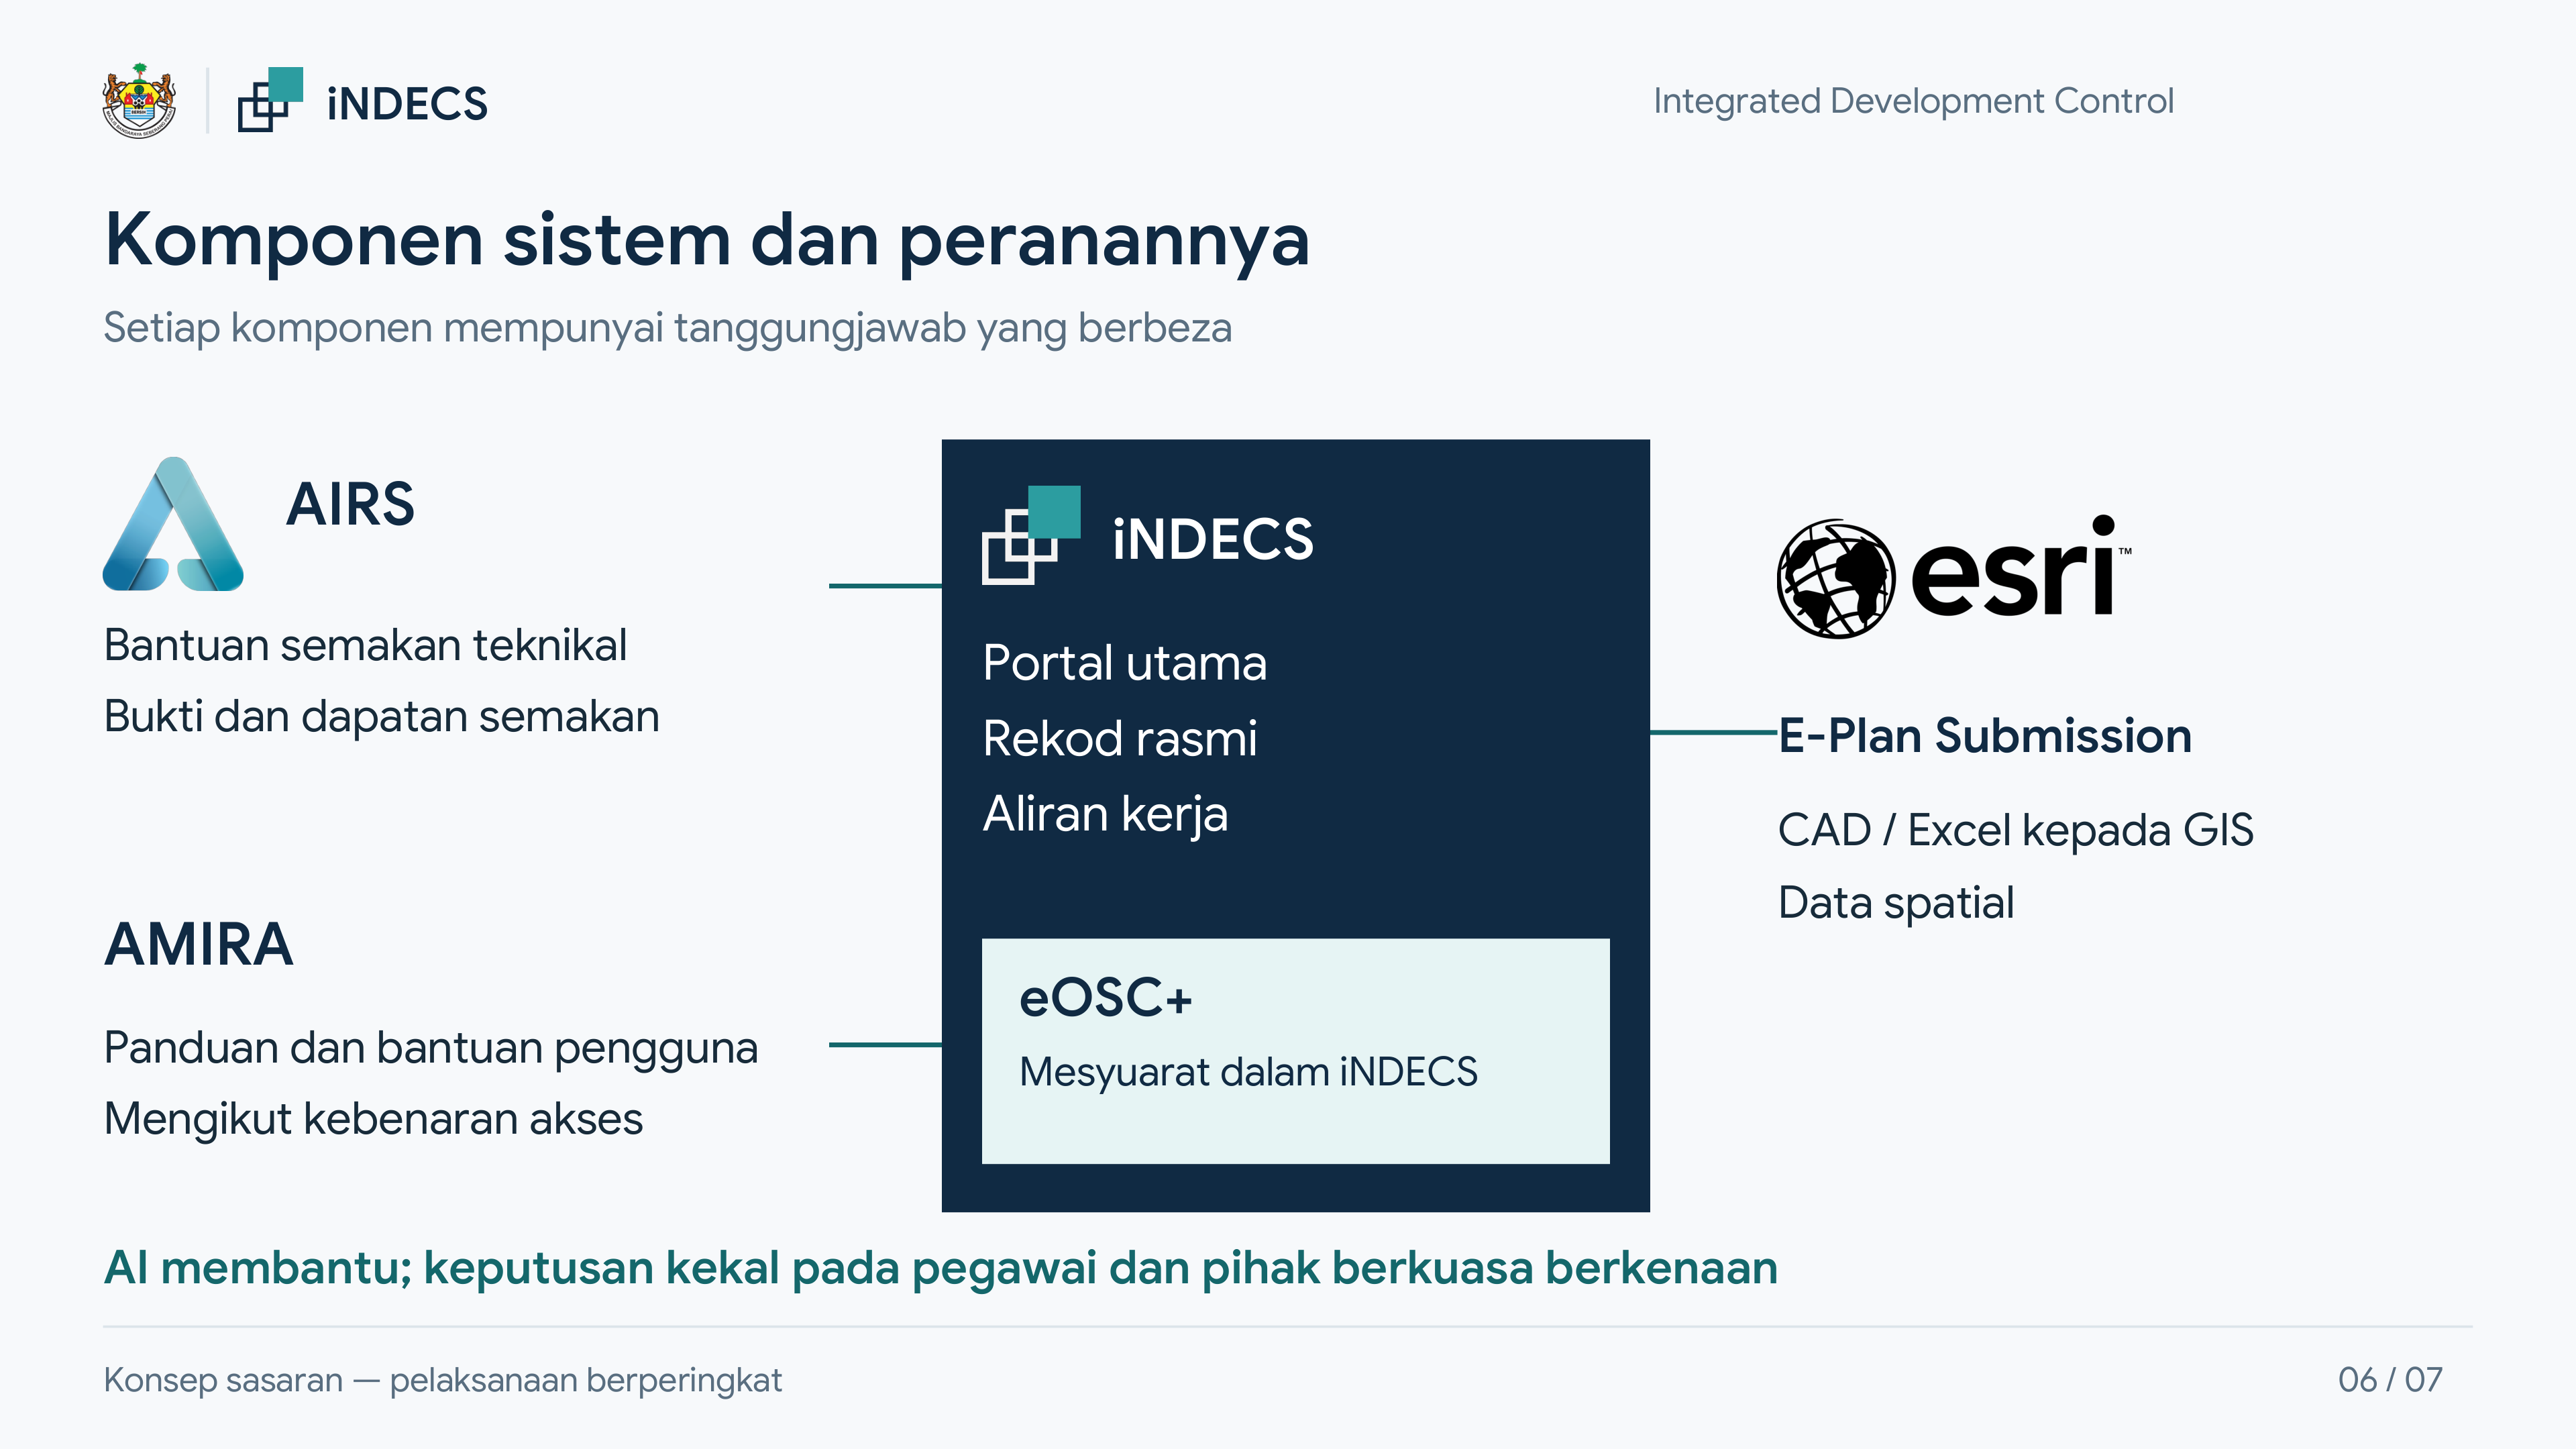 iNDECS
Integrated Development Control
Komponen sistem dan peranannya
Setiap komponen mempunyai tanggungjawab yang berbeza
AIRS
Bantuan semakan teknikal
Bukti dan dapatan semakan
AMIRA
Panduan dan bantuan pengguna
Mengikut kebenaran akses
iNDECS
Portal utama
Rekod rasmi
Aliran kerja
eOSC+
Mesyuarat dalam iNDECS
esri™
E-Plan Submission
CAD / Excel kepada GIS
Data spatial
AI membantu; keputusan kekal pada pegawai dan pihak berkuasa berkenaan
Konsep sasaran — pelaksanaan berperingkat
06 / 07